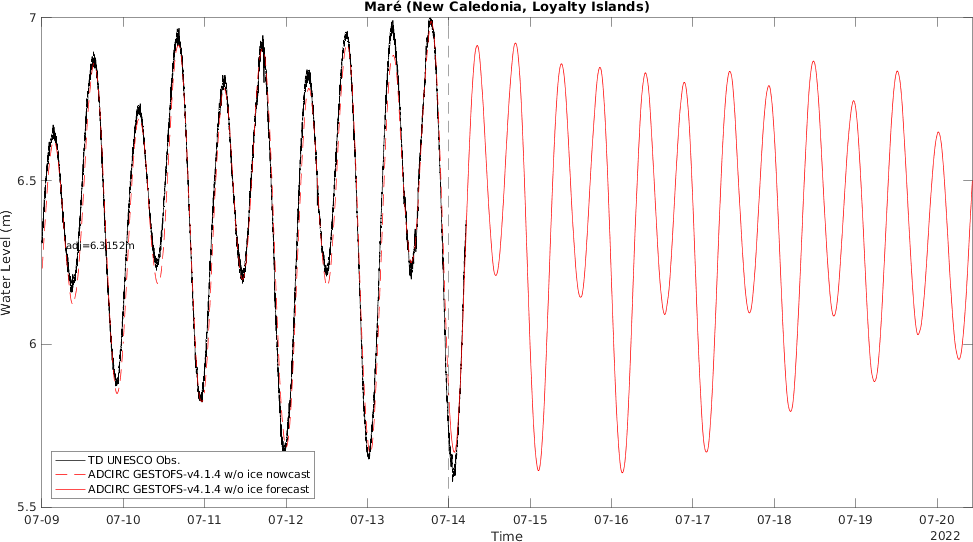 Maré (New Caledonia, Loyalty Islands)
7
6.5
6
5.5
Water Level (m)
adj=6.3152m
TD UNESCO Obs.
ADCIRC GESTOFS-v4.1.4 w/o ice nowcast
ADCIRC GESTOFS-v4.1.4 w/o ice forecast
07-09 07-10 07-11 07-12 07-13 07-14 07-15 07-16 07-17 07-18 07-19 07-20
Time
2022